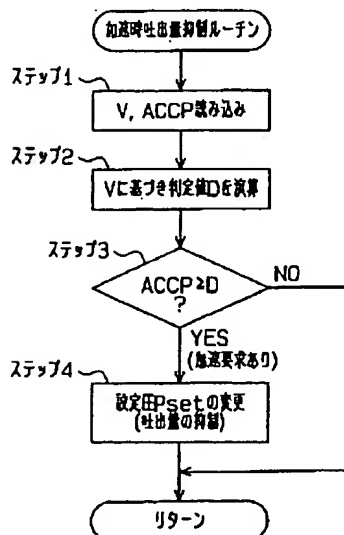 加速時吐出量抑制ルーチン
ステップ1
V, ACCP読み込み
ステップ2
Vに基づき判定値Dを演算
ステップ3
ACCP≧D
?
NO
YES
(加速要求あり)
ステップ4
設定圧Psetの変更
(吐出量の抑制)
リターン